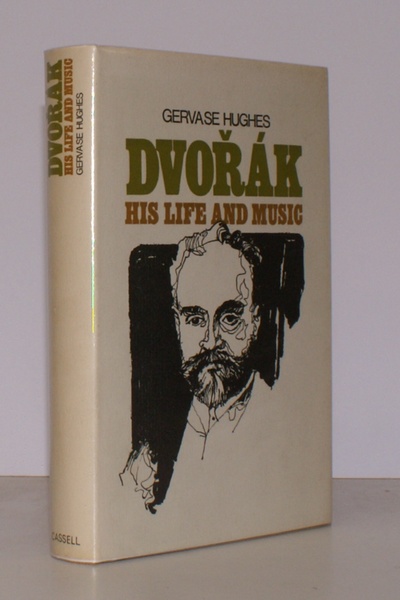 GERVASE HUGHES
DVOŘÁK
HIS LIFE AND MUSIC
DVOŘÁK
HIS LIFE AND MUSIC
GERVASE HUGHES
CASSELL